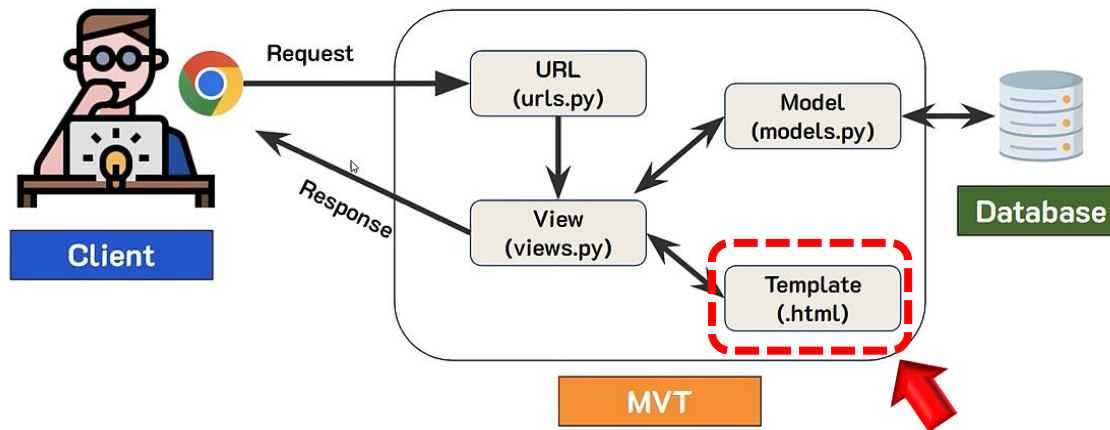 Request
URL
(urls.py)
Model
(models.py)
Response
View
(views.py)
Database
Client
Template
(.html)
MVT